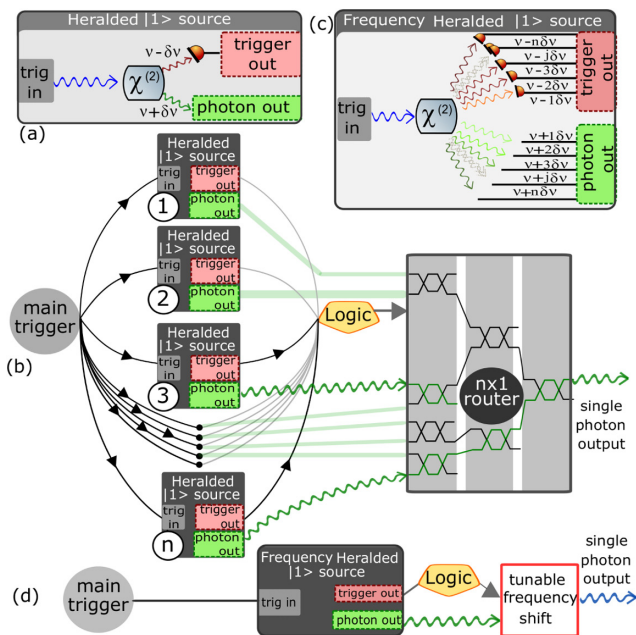 Heralded |1> source
trig
in
χ(2)
ν-δν
ν+δν
trigger
out
photon out
(a)
(c)
Frequency Heralded |1> source
trig
in
χ(2)
ν-nδν
ν-jδν
ν-3δν
ν-2δν
ν-1δν
trigger
out
ν+1δν
ν+2δν
ν+3δν
ν+jδν
ν+nδν
photon
out
(b)
main
trigger
Heralded
|1> source
trig
in
trigger
out
photon
out
1
Heralded
|1> source
trig
in
trigger
out
photon
out
2
Heralded
|1> source
trig
in
trigger
out
photon
out
3
Heralded
|1> source
trig
in
trigger
out
photon
out
n
Logic
nx1
router
single
photon
output
(d)
main
trigger
Frequency Heralded
|1> source
trig in
trigger out
photon out
Logic
tunable
frequency
shift
single
photon
output